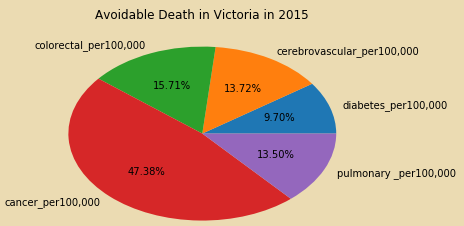 Avoidable Death in Victoria in 2015
colorectal_per100,000
cerebrovascular_per100,000
15.71%
13.72%
diabetes_per100,000
9.70%
13.50%
47.38%
pulmonary _per100,000
cancer_per100,000